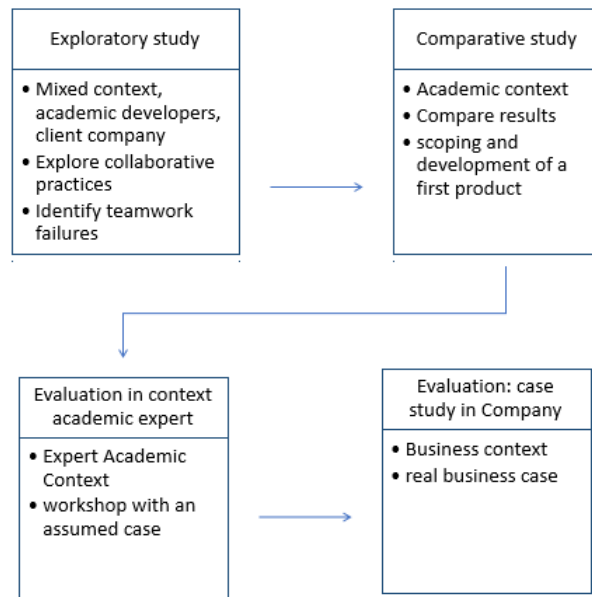 Exploratory study
• Mixed context,
academic developers,
client company
• Explore collaborative
practices
• Identify teamwork
failures
Comparative study
• Academic context
• Compare results
• scoping and
development of a
first product
Evaluation in context
academic expert
• Expert Academic
Context
• workshop with an
assumed case
Evaluation: case
study in Company
• Business context
• real business case